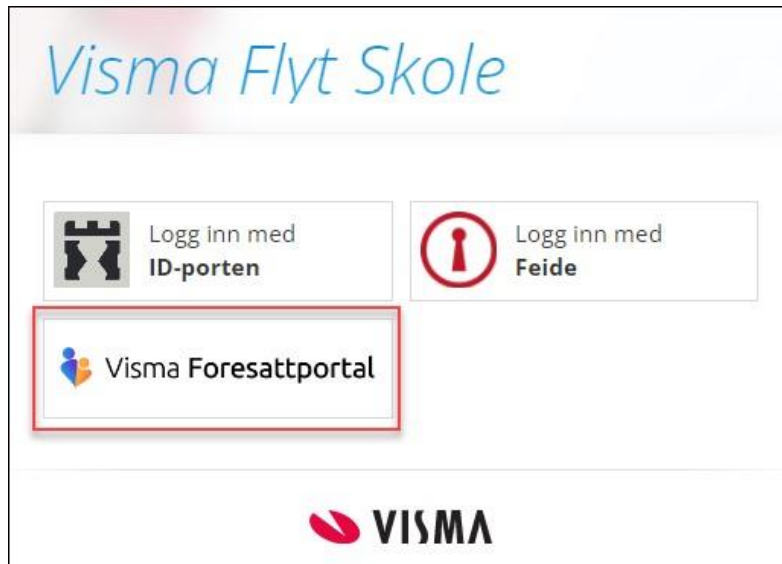 Visma Flyt Skole
Logg inn med
ID-porten
Logg inn med
Feide
Visma Foresattportal
VISMA